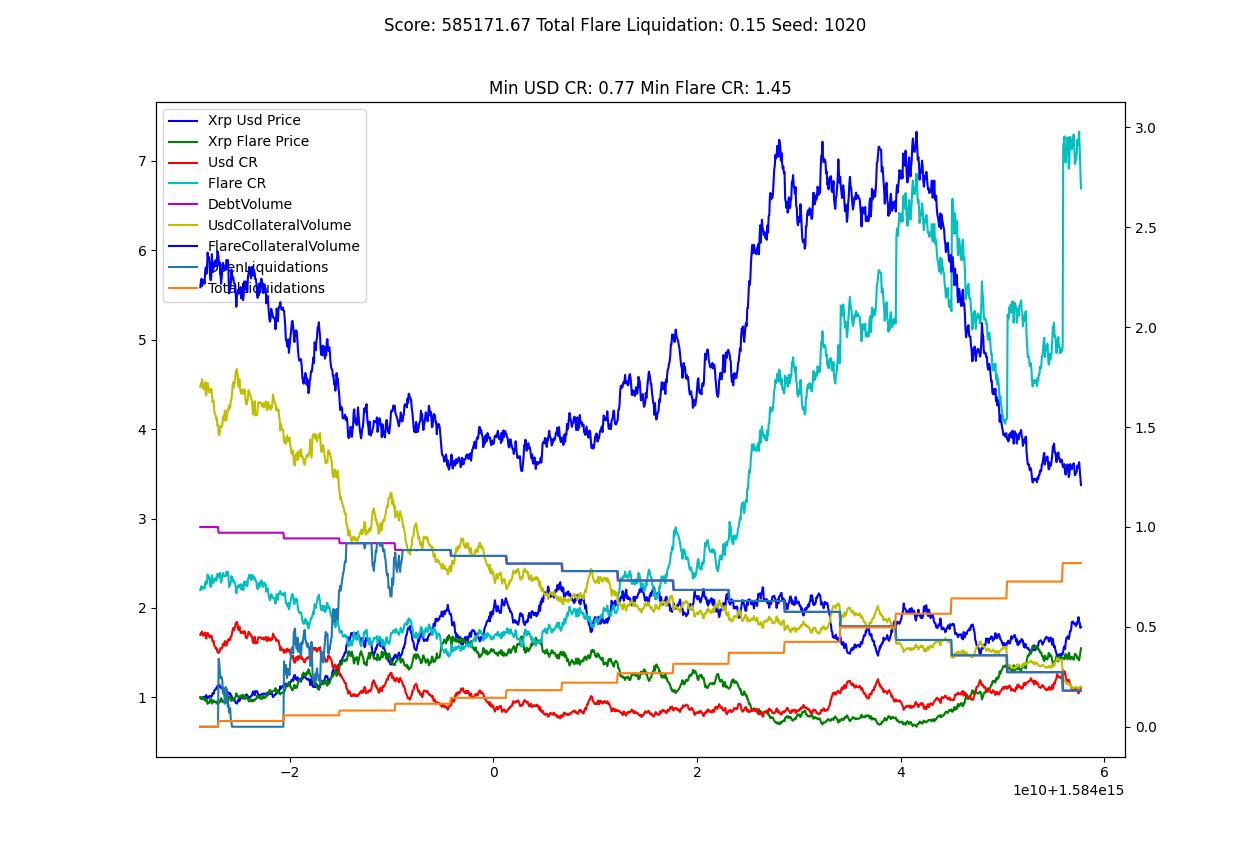 Score: 585171.67 Total Flare Liquidation: 0.15 Seed: 1020
Min USD CR: 0.77 Min Flare CR: 1.45
Xrp Usd Price
Xrp Flare Price
Usd CR
Flare CR
DebtVolume
UsdCollateralVolume
FlareCollateralVolume
OpenLiquidations
TotalLiquidations
7
6
5
4
3
2
1
3.0
2.5
2.0
1.5
1.0
0.5
0.0
−2 0 2 4 6
1e10+1.584e15